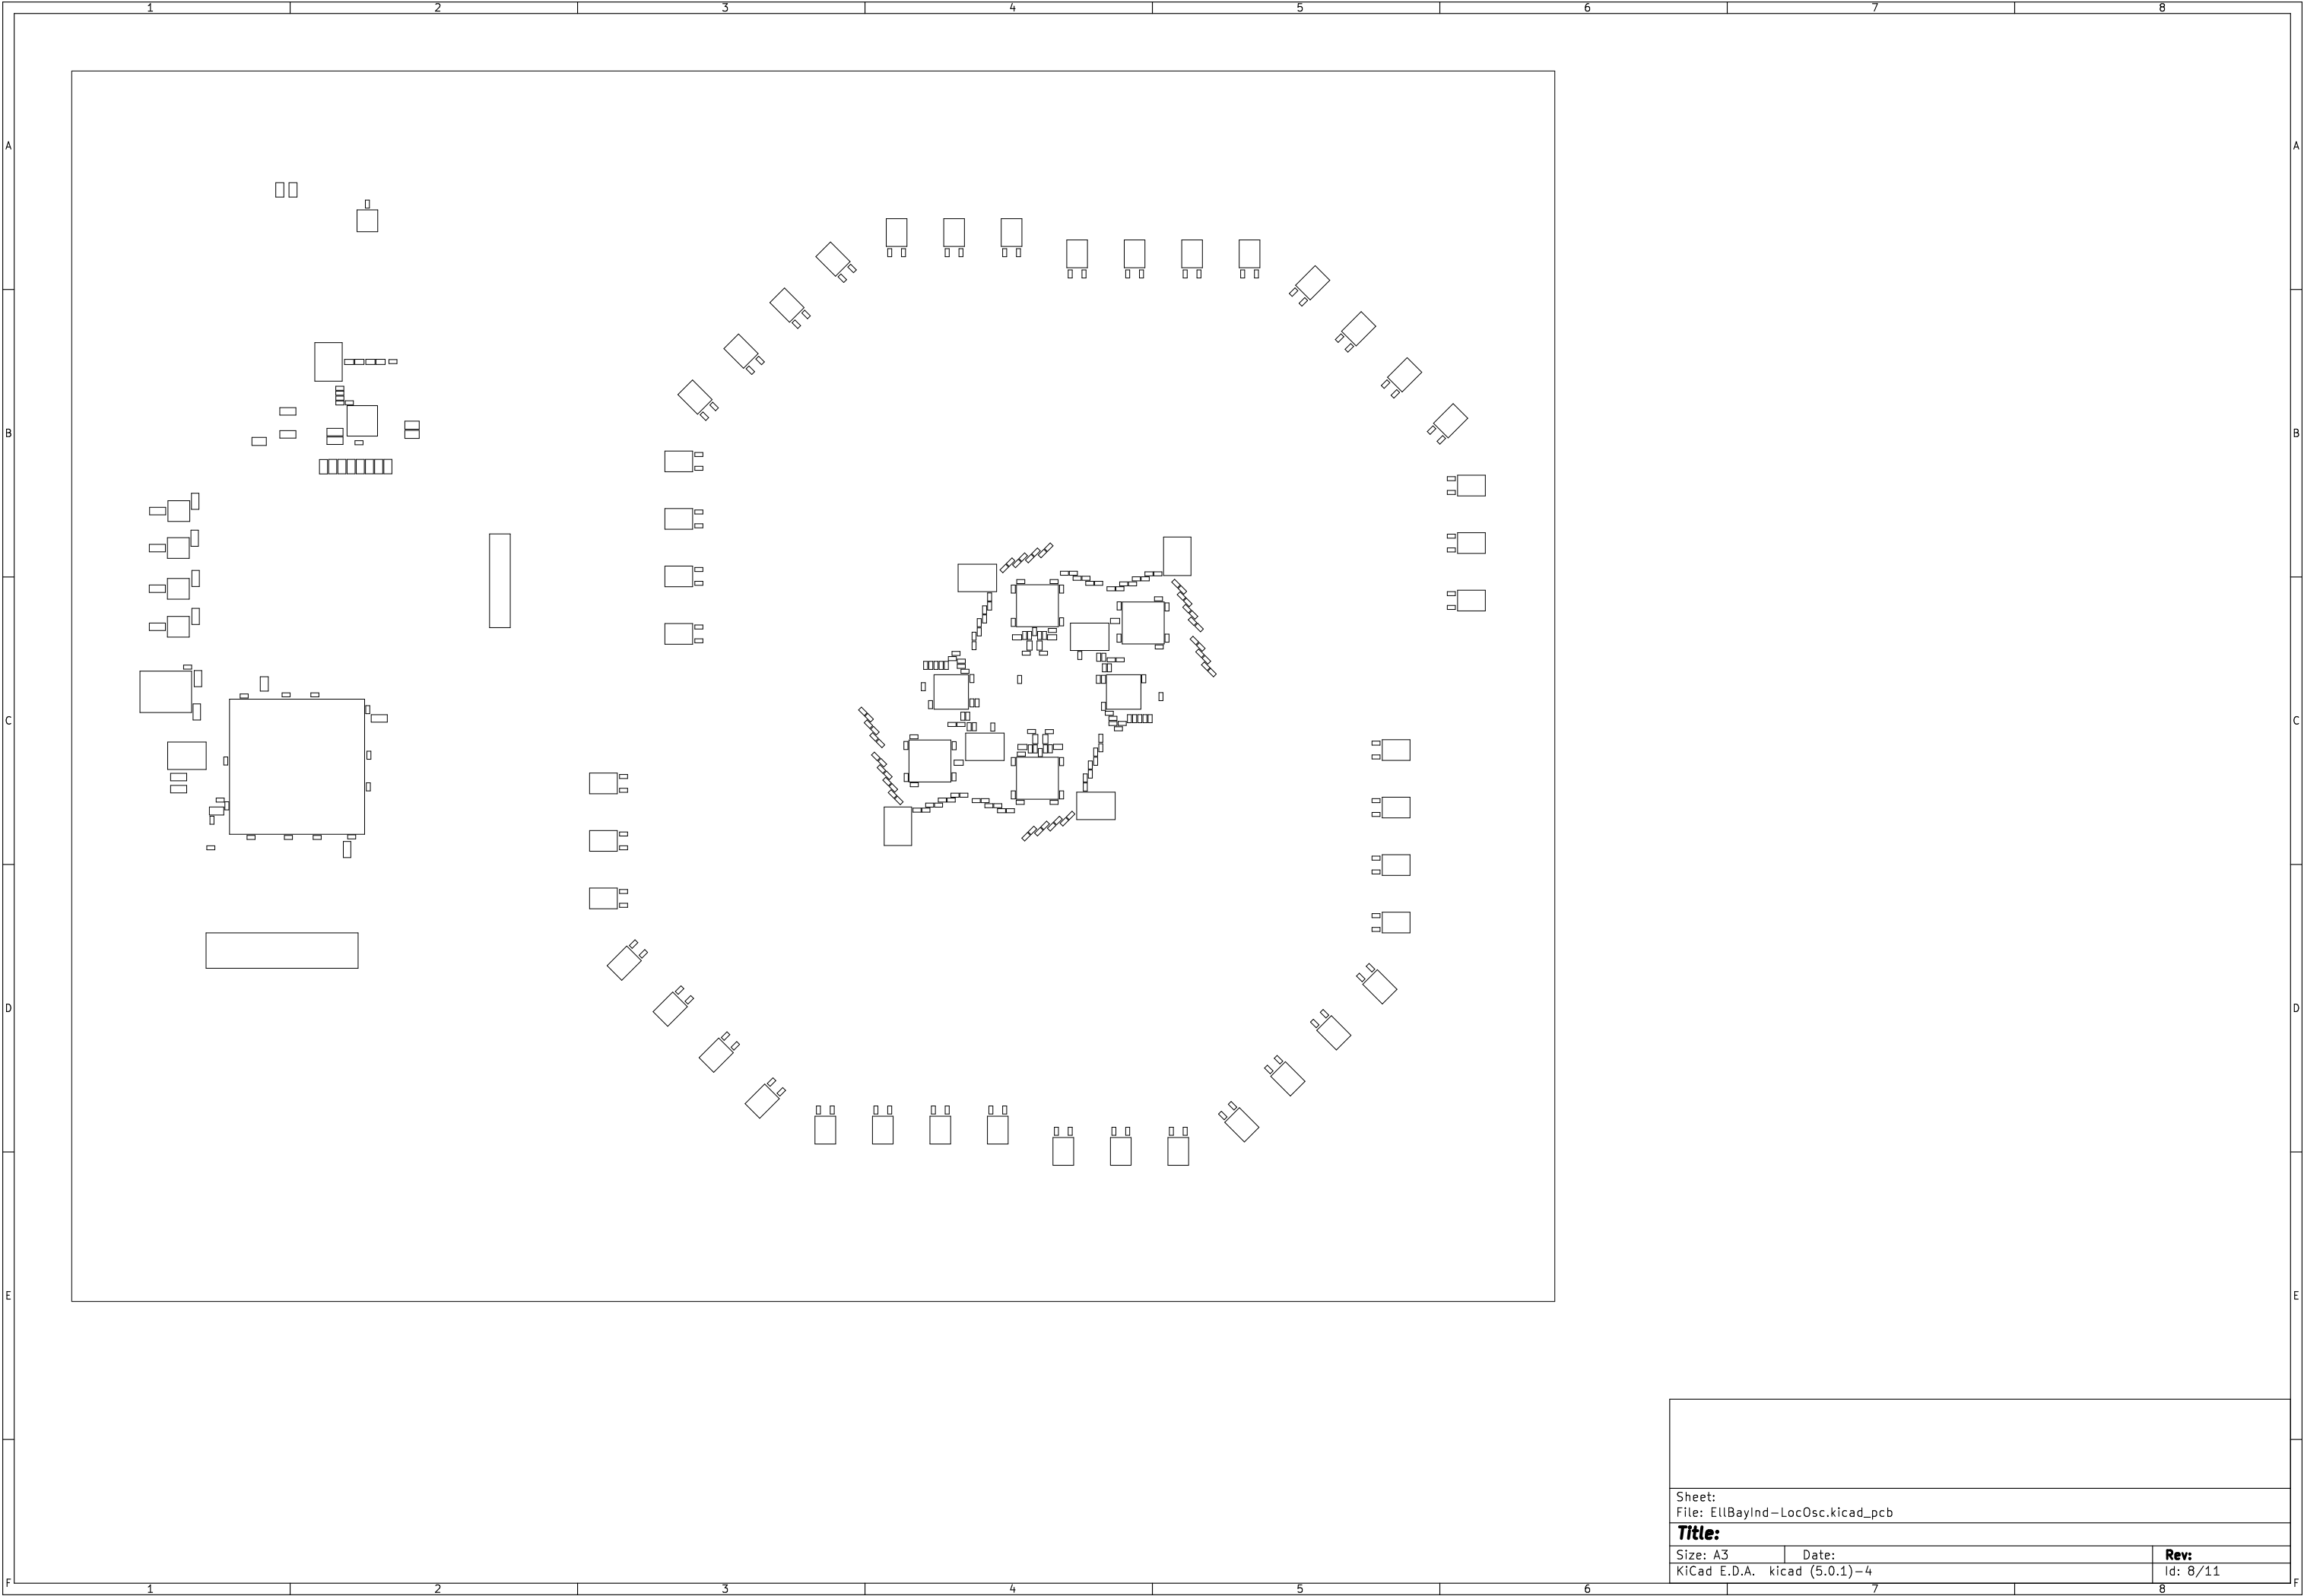 1 2 3 4 5 6 7 8
A A
B B
C C
D D
E E
Sheet:
File: EllBayInd-LocOsc.kicad_pcb
Title:
Size: A3 Date: Rev:
KiCad E.D.A. kicad (5.0.1)-4 Id: 8/11
F F
1 2 3 4 5 6 7 8